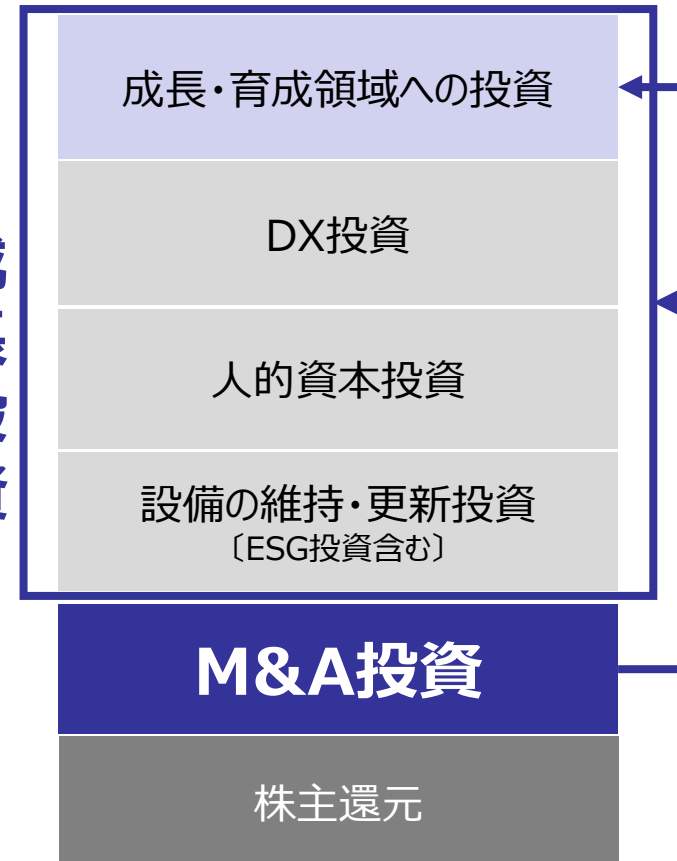 成長・育成領域への投資
DX投資
人的資本投資
設備の維持・更新投資
〔ESG投資含む〕
M&A投資
株主還元